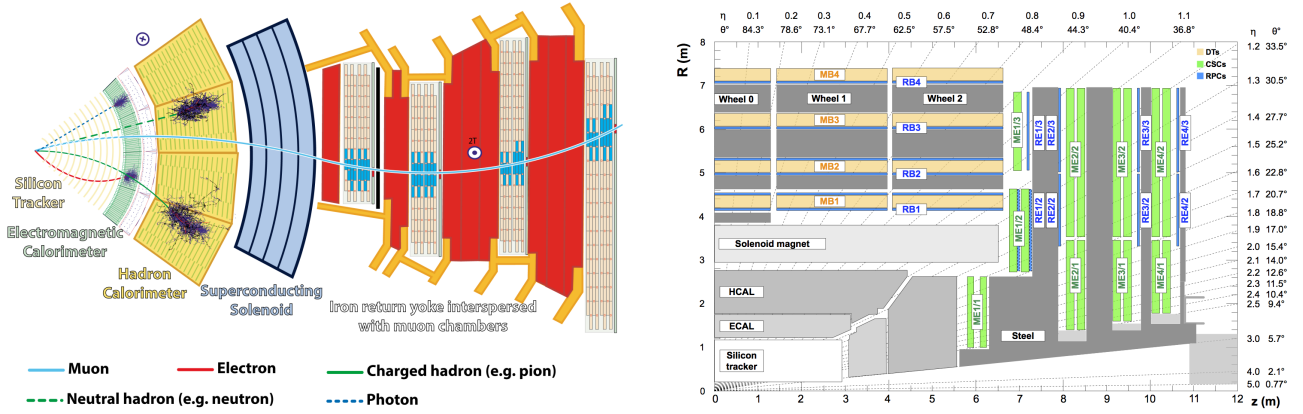 2T
Silicon
Tracker
Electromagnetic
Calorimeter
Hadron
Calorimeter
Superconducting
Solenoid
Iron return yoke interspersed
with muon chambers
Muon
Electron
Charged hadron (e.g. pion)
Neutral hadron (e.g. neutron)
Photon
η 0.1 0.2 0.3 0.4 0.5 0.6 0.7 0.8 0.9 1.0 1.1 η θ°
θ° 84.3° 78.6° 73.1° 67.7° 62.5° 57.5° 52.8° 48.4° 44.3° 40.4° 36.8°
R (m)
8
7
6
5
4
3
2
1
0
DTs
CSCs
RPCs
MB4
RB4
Wheel 0 Wheel 1 Wheel 2
MB3
RB3
MB2
RB2
MB1
RB1
Solenoid magnet
HCAL
ECAL
Silicon
tracker
Steel
ME1/3
RE1/3
RE2/3
ME2/2
ME3/2
RE3/3
ME4/2
RE4/3
ME1/2
RE1/2
RE2/2
RE3/2
RE4/2
ME1/1
ME2/1
ME3/1
ME4/1
1.2 33.5°
1.3 30.5°
1.4 27.7°
1.5 25.2°
1.6 22.8°
1.7 20.7°
1.8 18.8°
1.9 17.0°
2.0 15.4°
2.1 14.0°
2.2 12.6°
2.3 11.5°
2.4 10.4°
2.5 9.4°
3.0 5.7°
4.0 2.1°
5.0 0.77°
0 1 2 3 4 5 6 7 8 9 10 11 12
z (m)